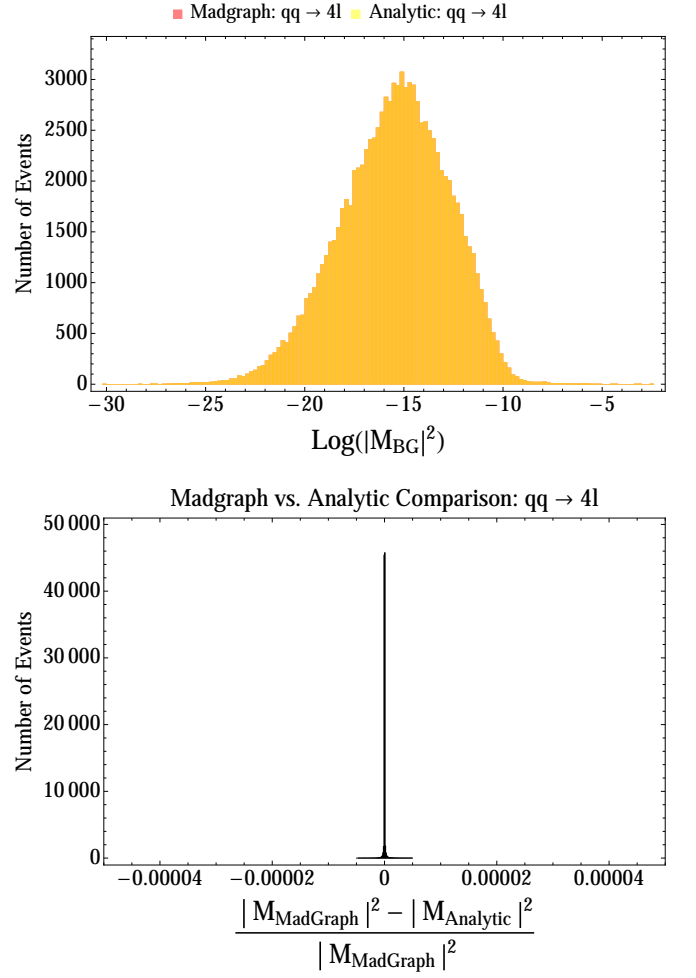 Madgraph: qq → 4l Analytic: qq → 4l
3000
2500
2000
1500
1000
500
0
Number of Events
−30 −25 −20 −15 −10 −5
Log(|M_BG|^2)
Madgraph vs. Analytic Comparison: qq → 4l
50 000
40 000
30 000
20 000
10 000
0
Number of Events
−0.00004 −0.00002 0 0.00002 0.00004
| M_MadGraph |^2 − | M_Analytic |^2
| M_MadGraph |^2